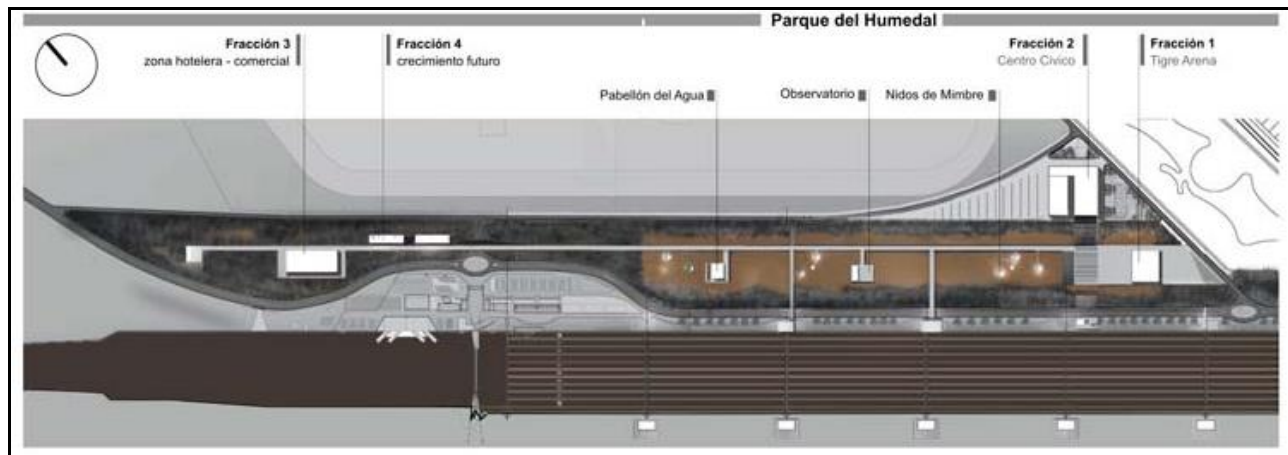 Parque del Humedal
Fracción 3
zona hotelera - comercial
Fracción 4
crecimiento futuro
Fracción 2
Centro Cívico
Fracción 1
Tigre Arena
Pabellón del Agua
Observatorio
Nidos de Mimbre